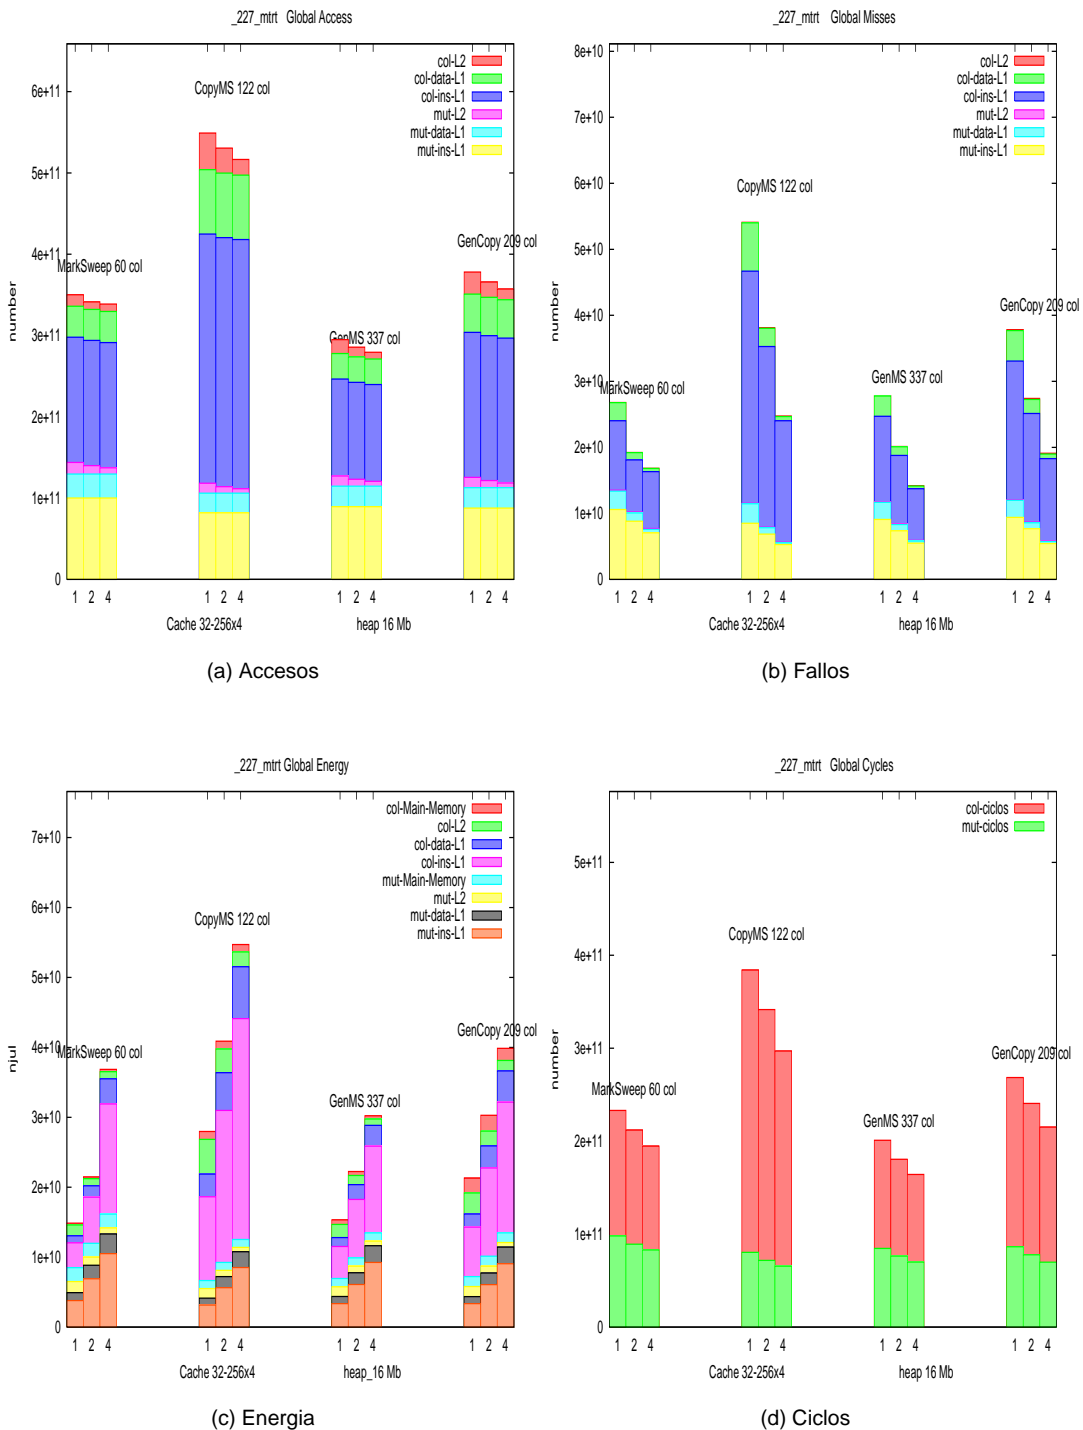 _227_mtrt Global Access
number
6e+11
5e+11
4e+11
3e+11
2e+11
1e+11
0
col-L2
col-data-L1
col-ins-L1
mut-L2
mut-data-L1
mut-ins-L1
CopyMS 122 col
GenCopy 209 col
MarkSweep 60 col
GenMS 337 col
1 2 4 1 2 4 1 2 4 1 2 4
Cache 32-256x4 heap 16 Mb
(a) Accesos
_227_mtrt Global Misses
number
8e+10
7e+10
6e+10
5e+10
4e+10
3e+10
2e+10
1e+10
0
col-L2
col-data-L1
col-ins-L1
mut-L2
mut-data-L1
mut-ins-L1
CopyMS 122 col
GenCopy 209 col
GenMS 337 col
MarkSweep 60 col
1 2 4 1 2 4 1 2 4 1 2 4
Cache 32-256x4 heap 16 Mb
(b) Fallos
_227_mtrt Global Energy
njul
7e+10
6e+10
5e+10
4e+10
3e+10
2e+10
1e+10
0
col-Main-Memory
col-L2
col-data-L1
col-ins-L1
mut-Main-Memory
mut-L2
mut-data-L1
mut-ins-L1
CopyMS 122 col
GenCopy 209 col
MarkSweep 60 col
GenMS 337 col
1 2 4 1 2 4 1 2 4 1 2 4
Cache 32-256x4 heap_16 Mb
(c) Energia
_227_mtrt Global Cycles
number
5e+11
4e+11
3e+11
2e+11
1e+11
0
col-ciclos
mut-ciclos
CopyMS 122 col
GenCopy 209 col
MarkSweep 60 col
GenMS 337 col
1 2 4 1 2 4 1 2 4 1 2 4
Cache 32-256x4 heap 16 Mb
(d) Ciclos